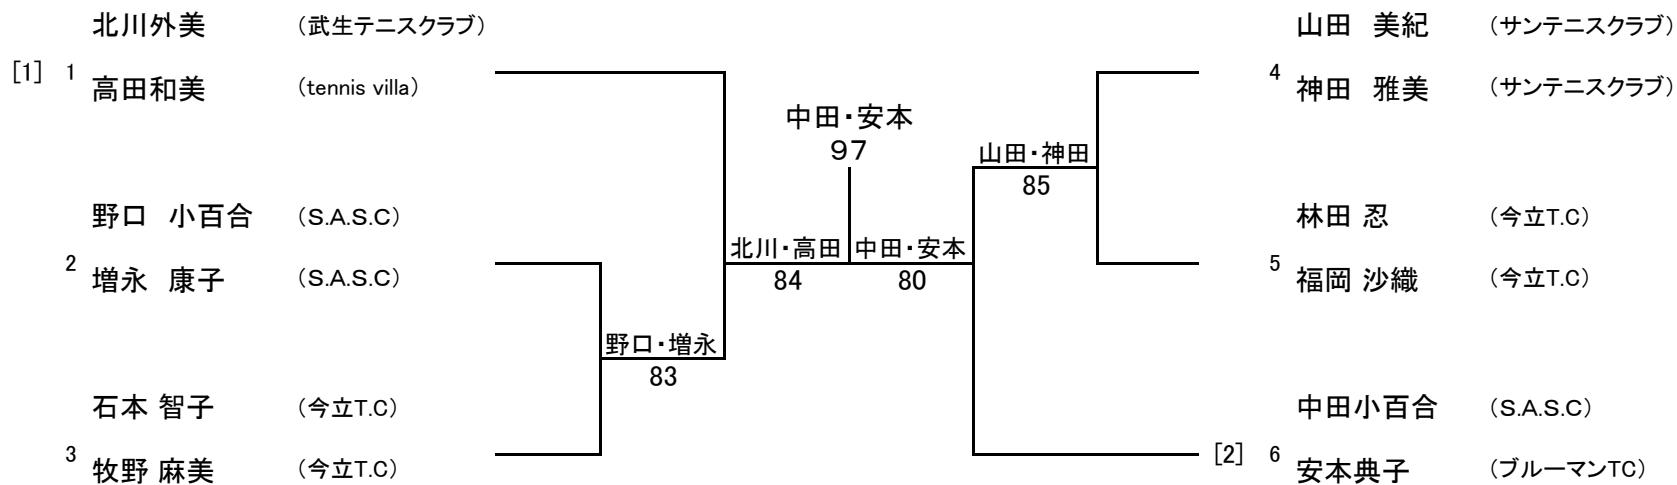 北川外美 (武生テニスクラブ)
[1] 1
高田和美 (tennis villa)
野口 小百合 (S.A.S.C)
2
増永 康子 (S.A.S.C)
石本 智子 (今立T.C)
3
牧野 麻美 (今立T.C)
野口・増永
83
北川・高田
84
中田・安本
97
中田・安本
80
山田・神田
85
山田 美紀 (サンテニスクラブ)
4
神田 雅美 (サンテニスクラブ)
林田 忍 (今立T.C)
5
福岡 沙織 (今立T.C)
中田小百合 (S.A.S.C)
[2] 6
安本典子 (ブルーマンTC)